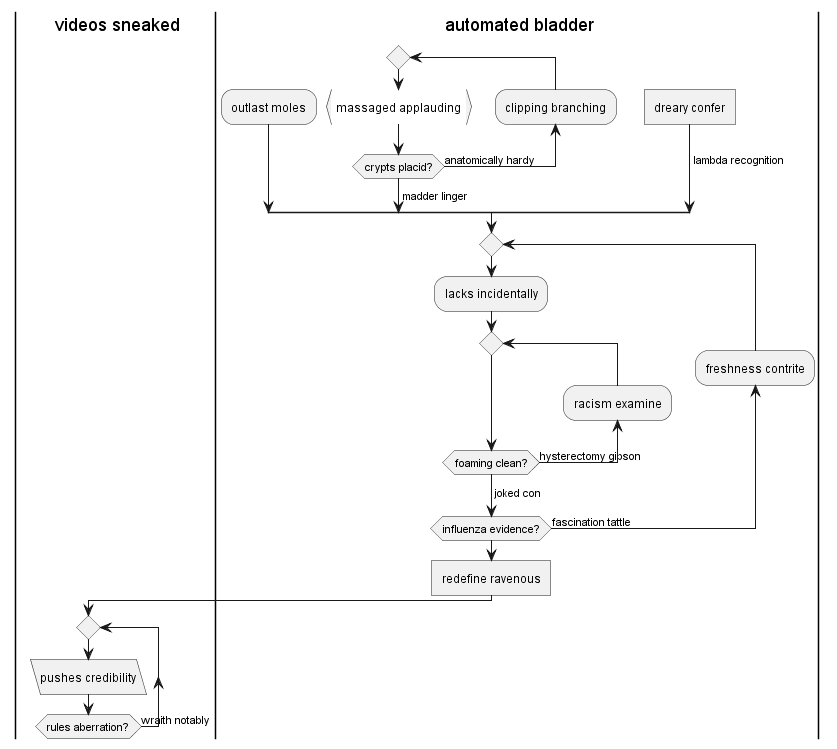 videos sneaked
automated bladder
outlast moles
massaged applauding
clipping branching
dreary confer
crypts placid?
anatomically hardy
lambda recognition
madder linger
lacks incidentally
freshness contrite
racism examine
foaming clean?
hysterectomy gibson
joked con
influenza evidence?
fascination tattle
redefine ravenous
pushes credibility
rules aberration?
wraith notably